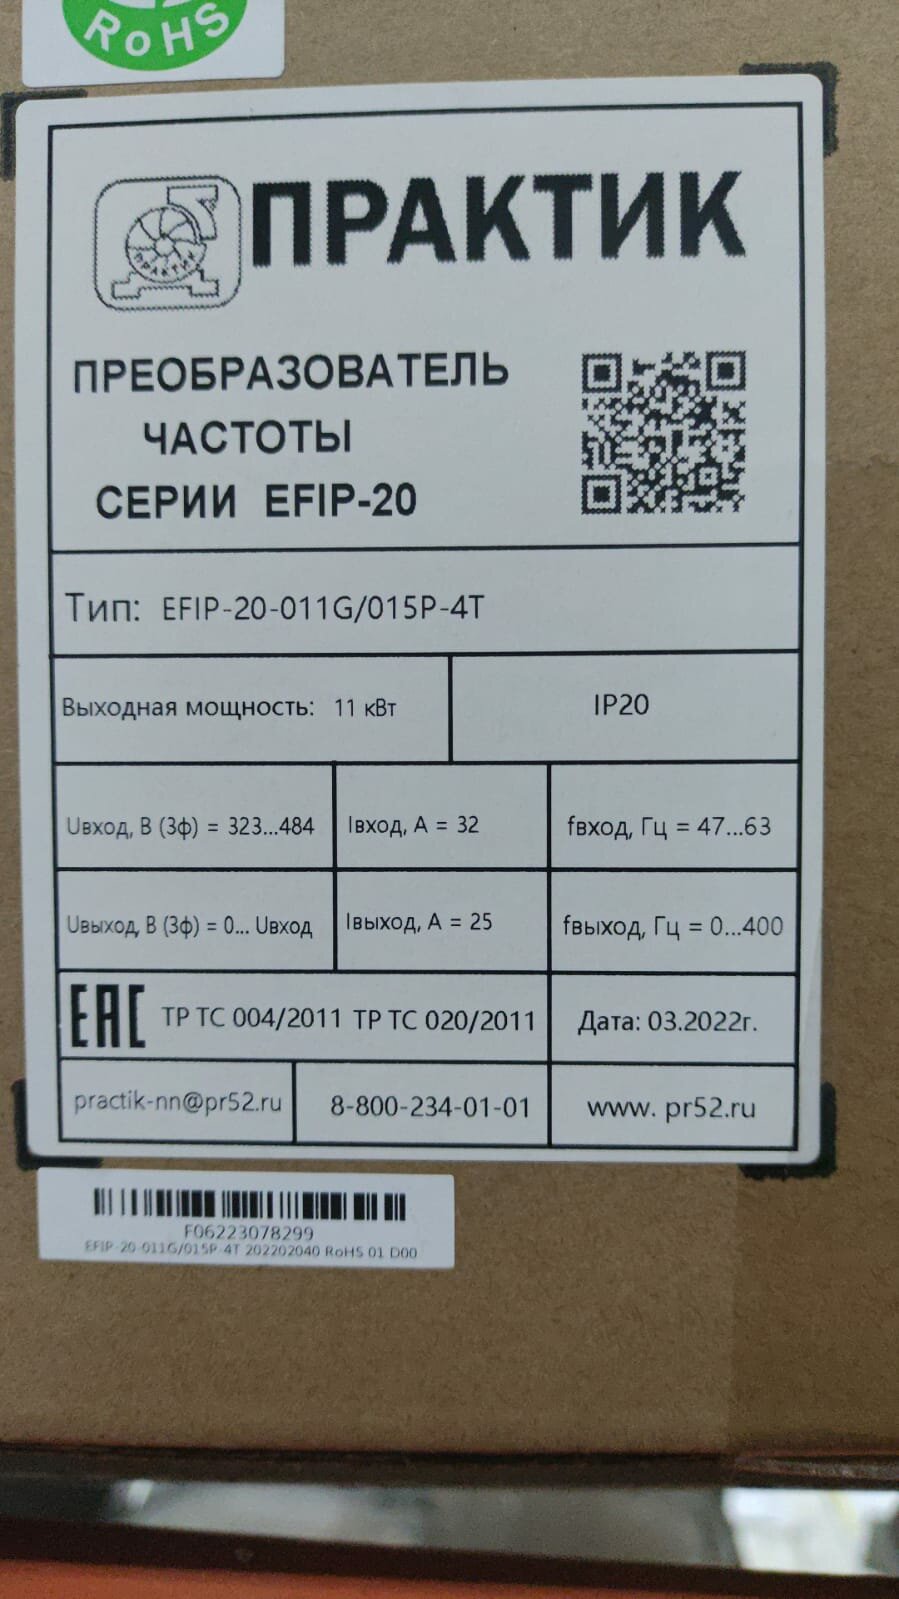 RoHS
ПРАКТИК
ПРАКТИК
ПРЕОБРАЗОВАТЕЛЬ
ЧАСТОТЫ
СЕРИИ EFIP-20
Тип: EFIP-20-011G/015P-4T
Выходная мощность: 11 кВт
IP20
Uвход, В (3ф) = 323...484
Iвход, А = 32
fвход, Гц = 47...63
Uвыход, В (3ф) = 0... Uвход
Iвыход, А = 25
fвыход, Гц = 0...400
EAC ТР ТС 004/2011 ТР ТС 020/2011
Дата: 03.2022г.
practik-nn@pr52.ru
8-800-234-01-01
www. pr52.ru
F06223078299
EFIP-20-011G/015P-4T 202202040 RoHS 01 D00